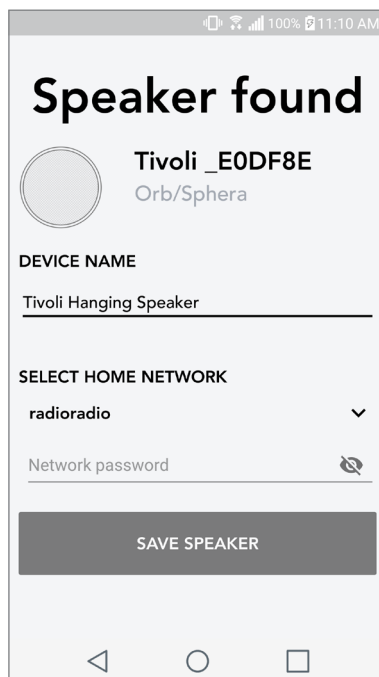 100% 11:10 AM
Speaker found
Tivoli _E0DF8E
Orb/Sphera
DEVICE NAME
Tivoli Hanging Speaker
SELECT HOME NETWORK
radioradio
Network password
SAVE SPEAKER